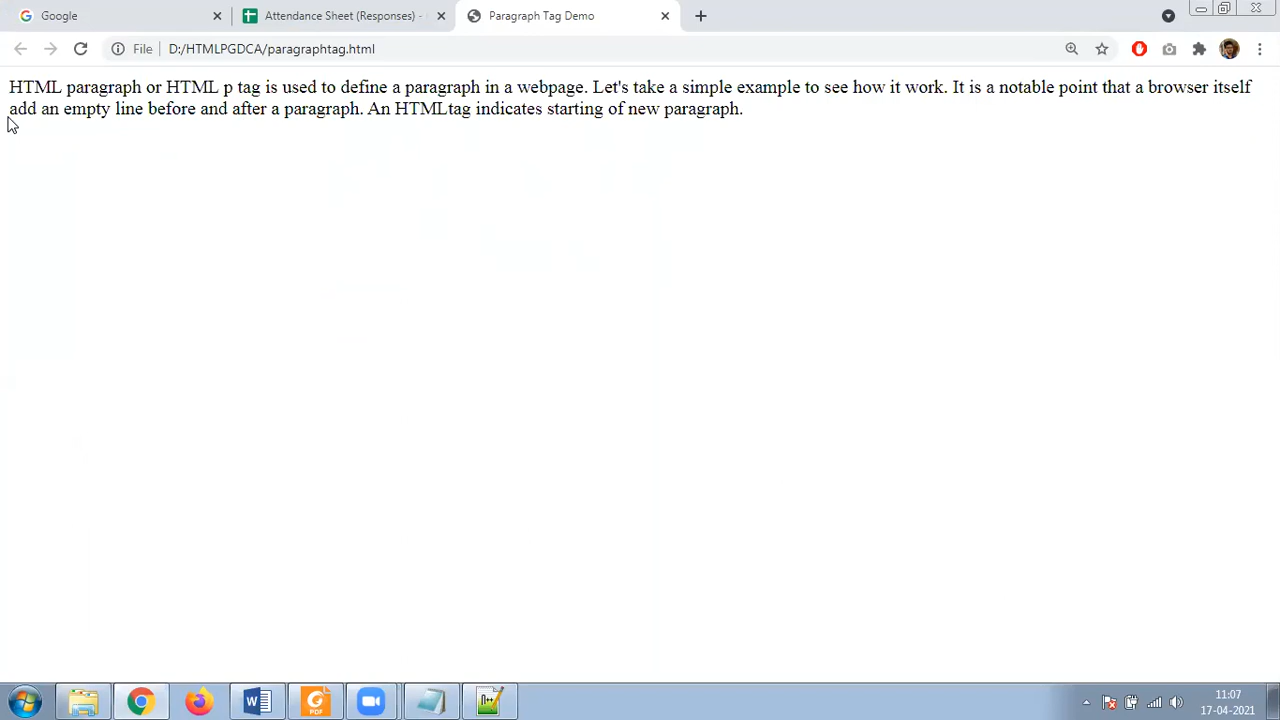 Google
Attendance Sheet (Responses) -
Paragraph Tag Demo
File
D:/HTMLPGDCA/paragraphtag.html
HTML paragraph or HTML p tag is used to define a paragraph in a webpage. Let's take a simple example to see how it work. It is a notable point that a browser itself
add an empty line before and after a paragraph. An HTMLtag indicates starting of new paragraph.
11:07
17-04-2021